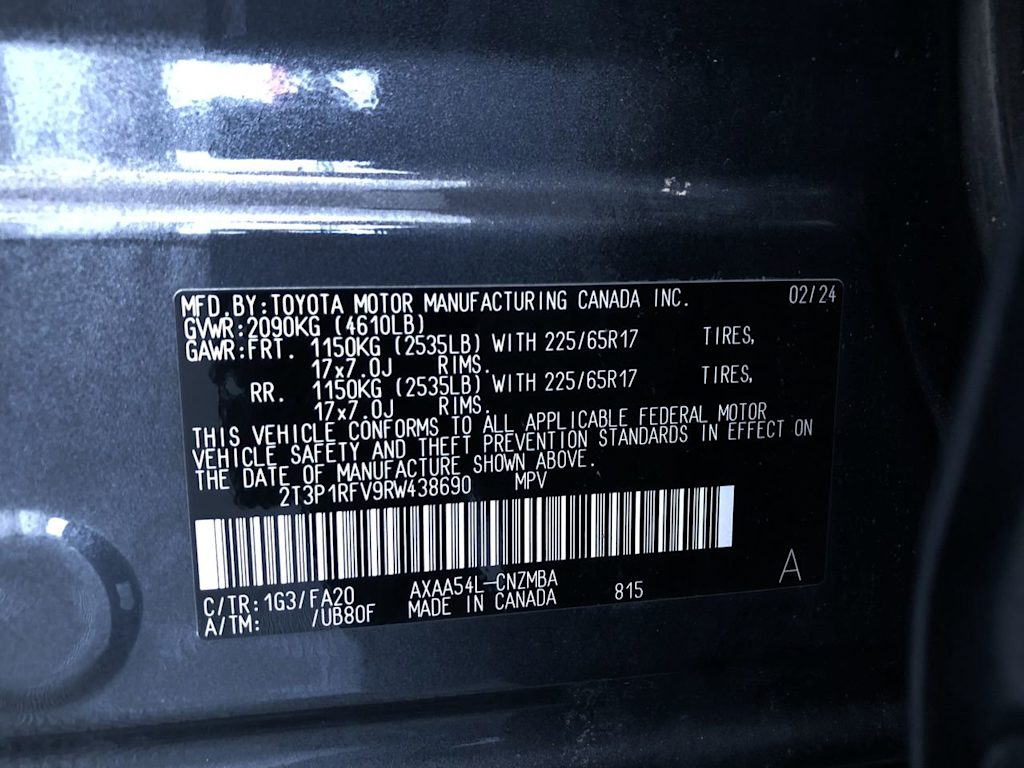 MFD.BY:TOYOTA MOTOR MANUFACTURING CANADA INC. 02/24
GVWR:2090KG (4610LB)
GAWR:FRT. 1150KG (2535LB) WITH 225/65R17 TIRES,
17x7.0J RIMS.
RR. 1150KG (2535LB) WITH 225/65R17 TIRES,
17x7.0J RIMS.
THIS VEHICLE CONFORMS TO ALL APPLICABLE FEDERAL MOTOR
VEHICLE SAFETY AND THEFT PREVENTION STANDARDS IN EFFECT ON
THE DATE OF MANUFACTURE SHOWN ABOVE.
2T3P1RFV9RW438690 MPV
C/TR:1G3/FA20 AXAA54L-CNZMBA 815 A
A/TM: /UB80F MADE IN CANADA